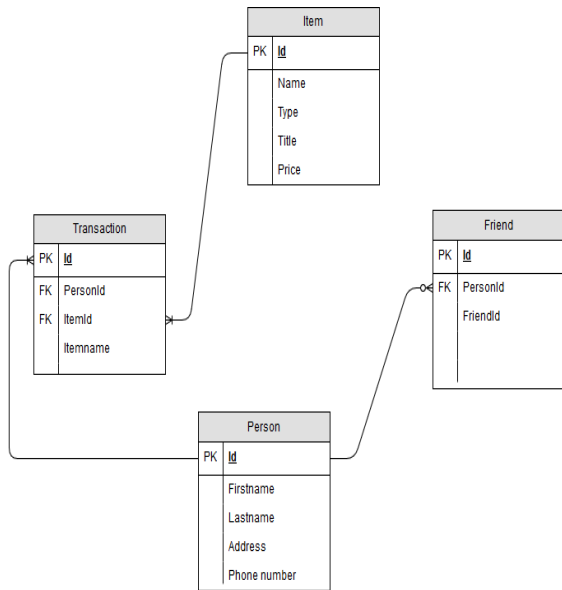 Item
PK Id
Name
Type
Title
Price
Transaction
PK Id
FK PersonId
FK ItemId
Itemname
Friend
PK Id
FK PersonId
FriendId
Person
PK Id
Firstname
Lastname
Address
Phone number